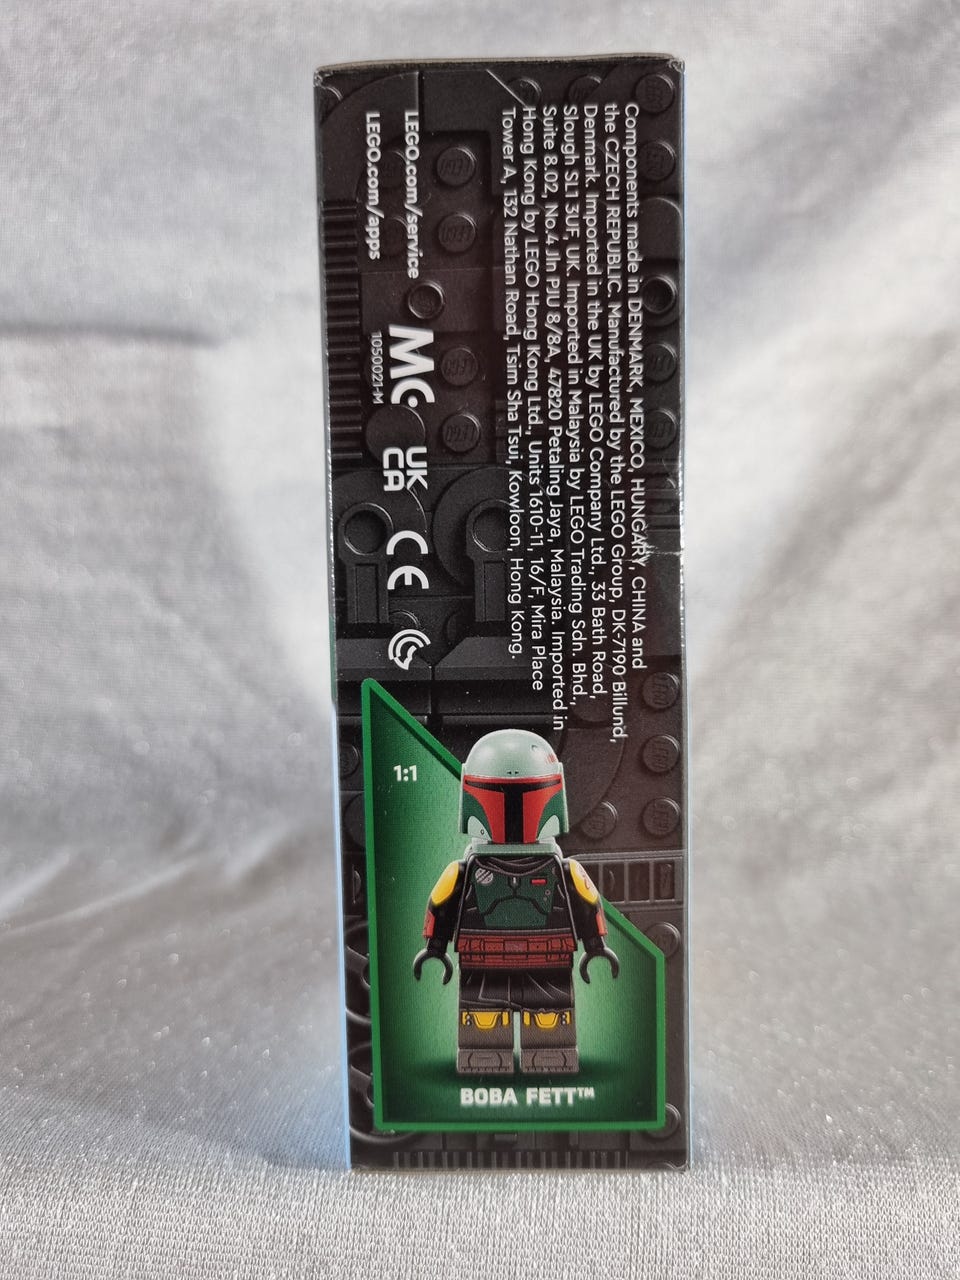 Components made in DENMARK, MEXICO, HUNGARY, CHINA and
the CZECH REPUBLIC. Manufactured by the LEGO Group, DK-7190 Billund,
Denmark. Imported in the UK by LEGO Company Ltd., 33 Bath Road,
Slough SL1 3UF, UK. Imported in Malaysia by LEGO Trading Sdn. Bhd.,
Suite 8.02, No.4 Jln PJU 8/8A, 47820 Petaling Jaya, Malaysia. Imported in
Hong Kong by LEGO Hong Kong Ltd., Units 1610-11, 16/F, Mira Place
Tower A, 132 Nathan Road, Tsim Sha Tsui, Kowloon, Hong Kong.
LEGO.com/service
LEGO.com/apps
MC
1050021-M
UK
CA
CE
1:1
BOBA FETT™